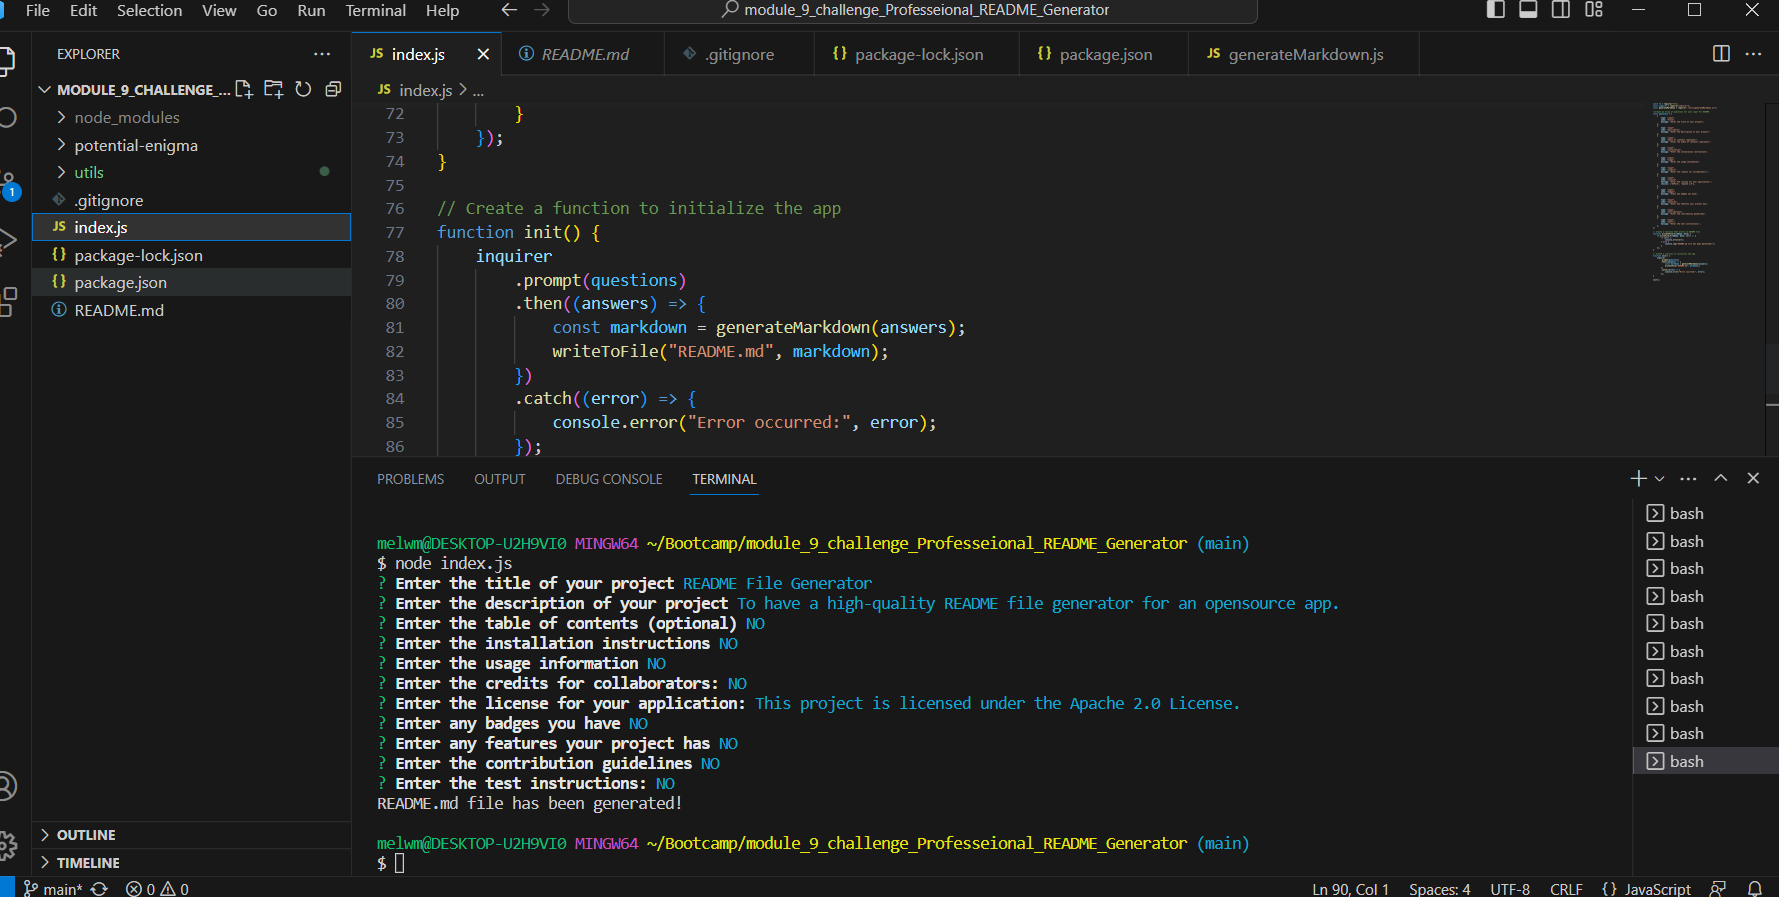 File Edit Selection View Go Run Terminal Help
module_9_challenge_Professeional_README_Generator
EXPLORER
MODULE_9_CHALLENGE_...
node_modules
potential-enigma
utils
.gitignore
JS index.js
{} package-lock.json
{} package.json
README.md
OUTLINE
TIMELINE
1
JS index.js
README.md
.gitignore
{} package-lock.json
{} package.json
JS generateMarkdown.js
JS index.js > ...
72 }
73 });
74 }
75
76 // Create a function to initialize the app
77 function init() {
78 inquirer
79 .prompt(questions)
80 .then((answers) => {
81 const markdown = generateMarkdown(answers);
82 writeToFile("README.md", markdown);
83 })
84 .catch((error) => {
85 console.error("Error occurred:", error);
86 });
PROBLEMS OUTPUT DEBUG CONSOLE TERMINAL
melwm@DESKTOP-U2H9VI0 MINGW64 ~/Bootcamp/module_9_challenge_Professeional_README_Generator (main)
$ node index.js
? Enter the title of your project README File Generator
? Enter the description of your project To have a high-quality README file generator for an opensource app.
? Enter the table of contents (optional) NO
? Enter the installation instructions NO
? Enter the usage information NO
? Enter the credits for collaborators: NO
? Enter the license for your application: This project is licensed under the Apache 2.0 License.
? Enter any badges you have NO
? Enter any features your project has NO
? Enter the contribution guidelines NO
? Enter the test instructions: NO
README.md file has been generated!
melwm@DESKTOP-U2H9VI0 MINGW64 ~/Bootcamp/module_9_challenge_Professeional_README_Generator (main)
$
bash
bash
bash
bash
bash
bash
bash
bash
bash
bash
main* 0 0
Ln 90, Col 1 Spaces: 4 UTF-8 CRLF {} JavaScript